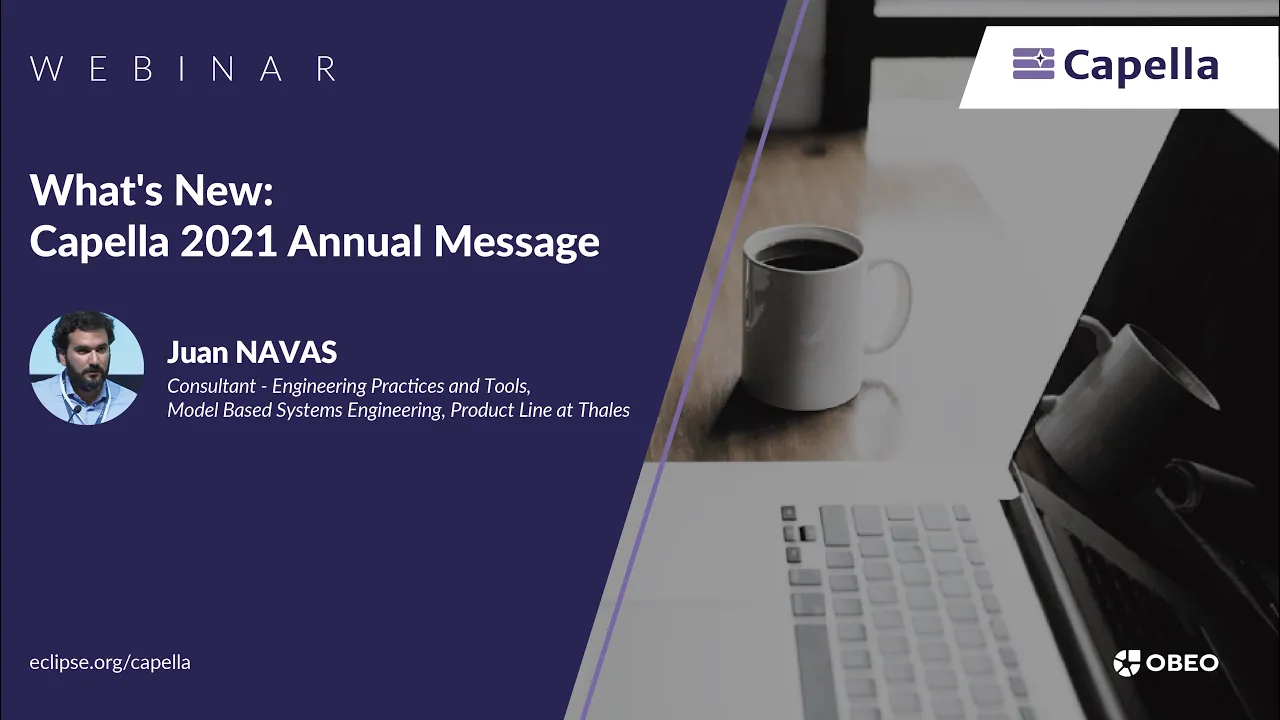 WEBINAR
Capella
What's New:
Capella 2021 Annual Message
Juan NAVAS
Consultant - Engineering Practices and Tools,
Model Based Systems Engineering, Product Line at Thales
eclipse.org/capella
OBEO